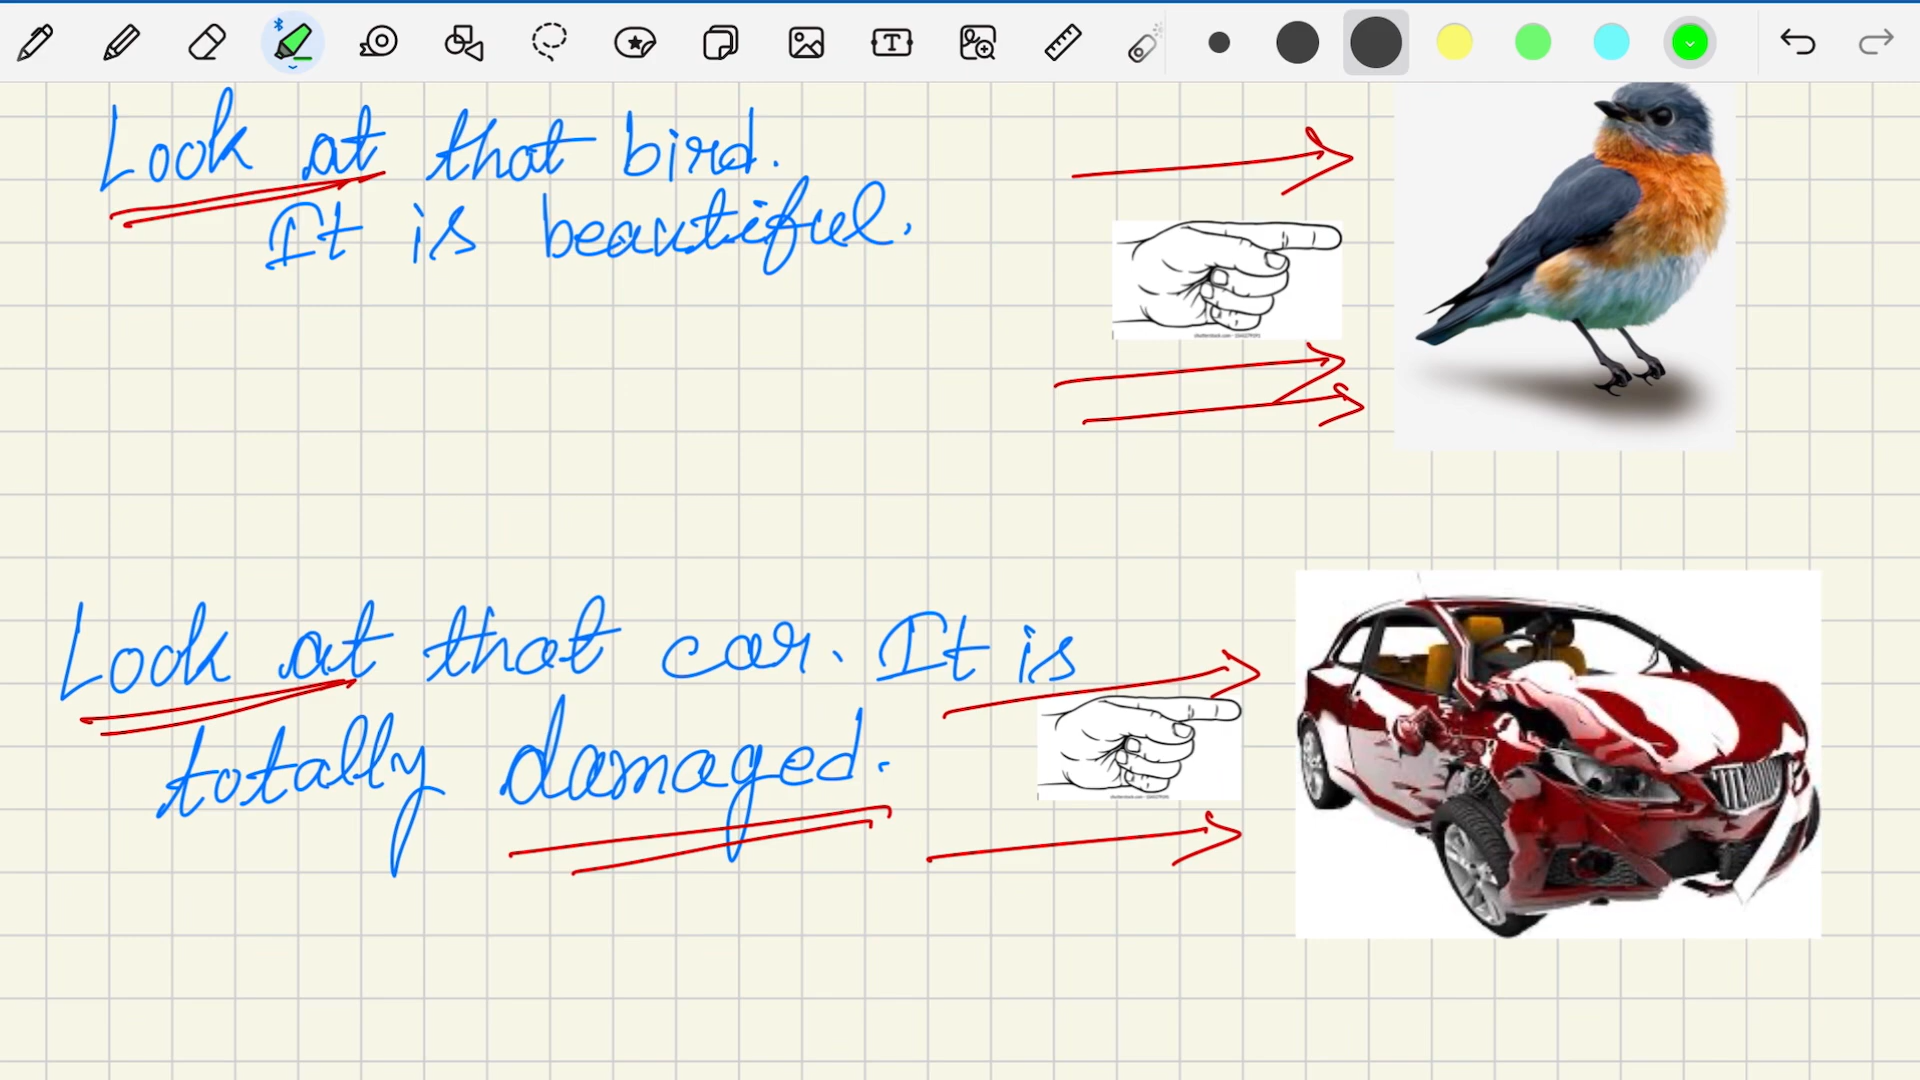 Look at that bird.
It is beautiful.
Look at that car. It is
totally damaged.